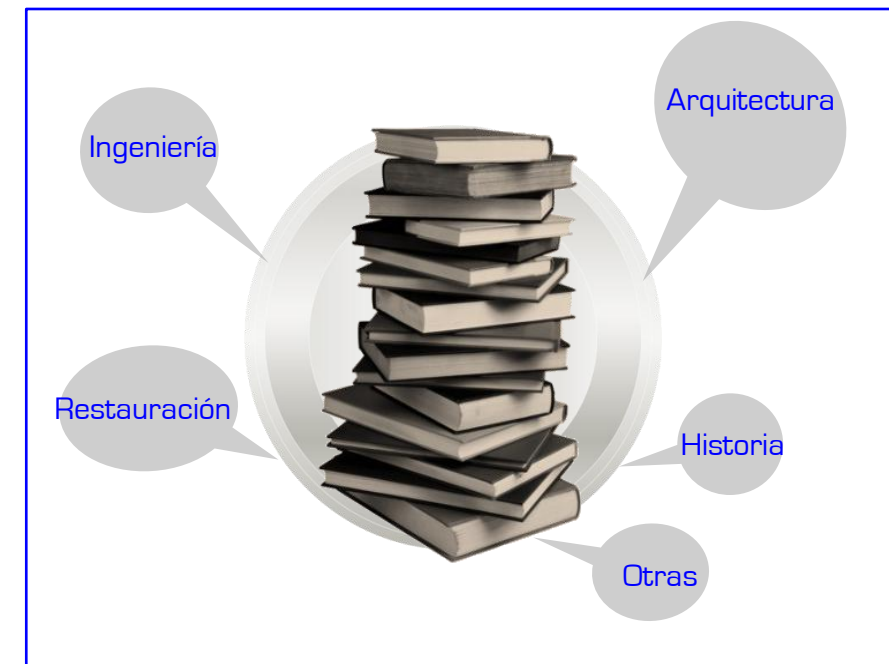 Arquitectura
Ingeniería
Restauración
Historia
Otras